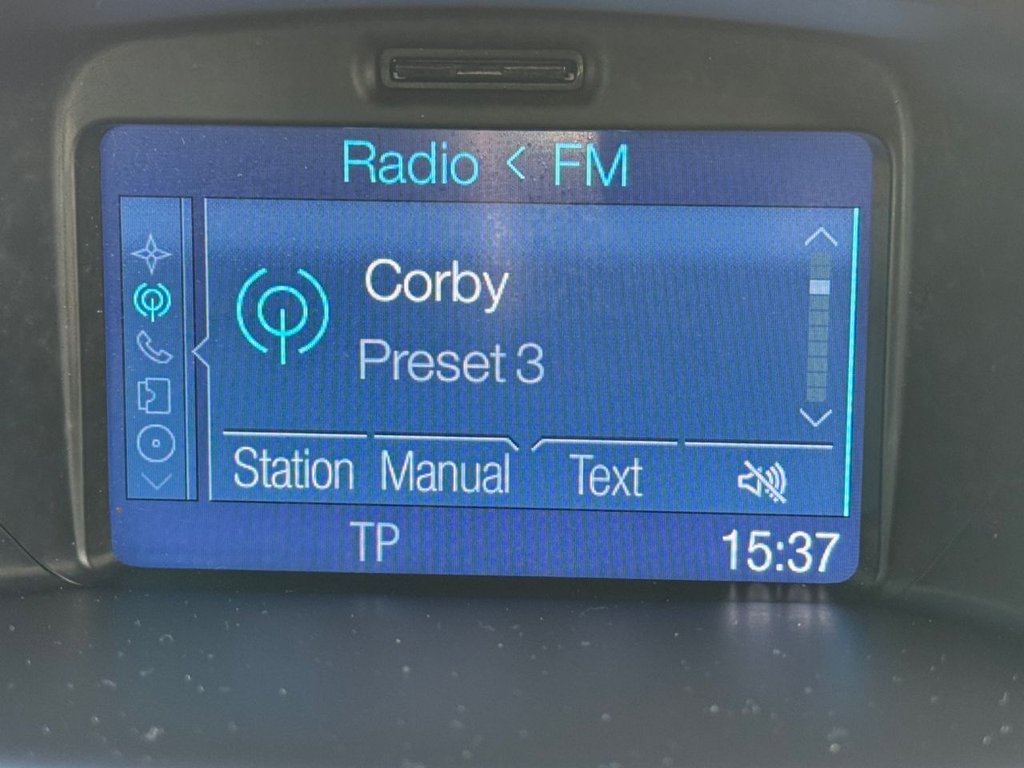 Radio < FM
Corby
Preset 3
Station Manual Text
TP 15:37